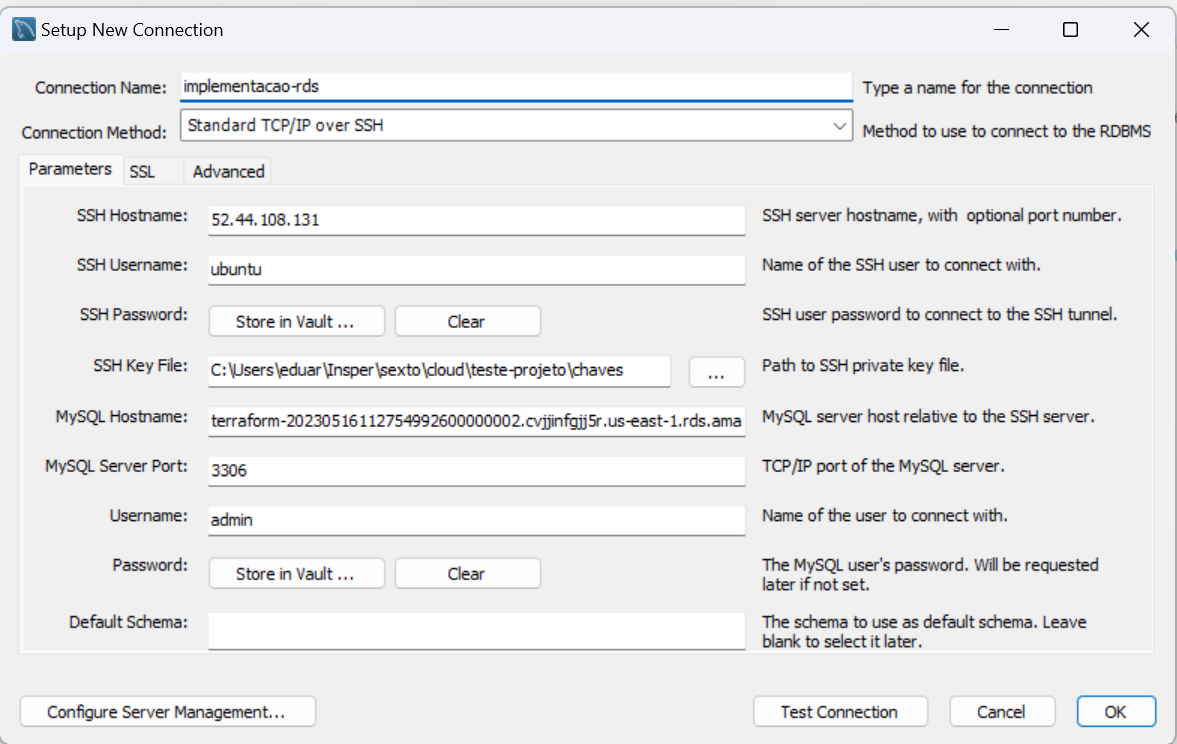 Setup New Connection
Connection Name: implementacao-rds Type a name for the connection
Connection Method: Standard TCP/IP over SSH Method to use to connect to the RDBMS
Parameters SSL Advanced
SSH Hostname: 52.44.108.131 SSH server hostname, with optional port number.
SSH Username: ubuntu Name of the SSH user to connect with.
SSH Password: Store in Vault ... Clear SSH user password to connect to the SSH tunnel.
SSH Key File: C:\Users\eduar\Insper\sexto\cloud\teste-projeto\chaves ... Path to SSH private key file.
MySQL Hostname: terraform-20230516112754992600000002.cvjjinfgjj5r.us-east-1.rds.ama MySQL server host relative to the SSH server.
MySQL Server Port: 3306 TCP/IP port of the MySQL server.
Username: admin Name of the user to connect with.
Password: Store in Vault ... Clear The MySQL user's password. Will be requested
later if not set.
Default Schema: The schema to use as default schema. Leave
blank to select it later.
Configure Server Management... Test Connection Cancel OK